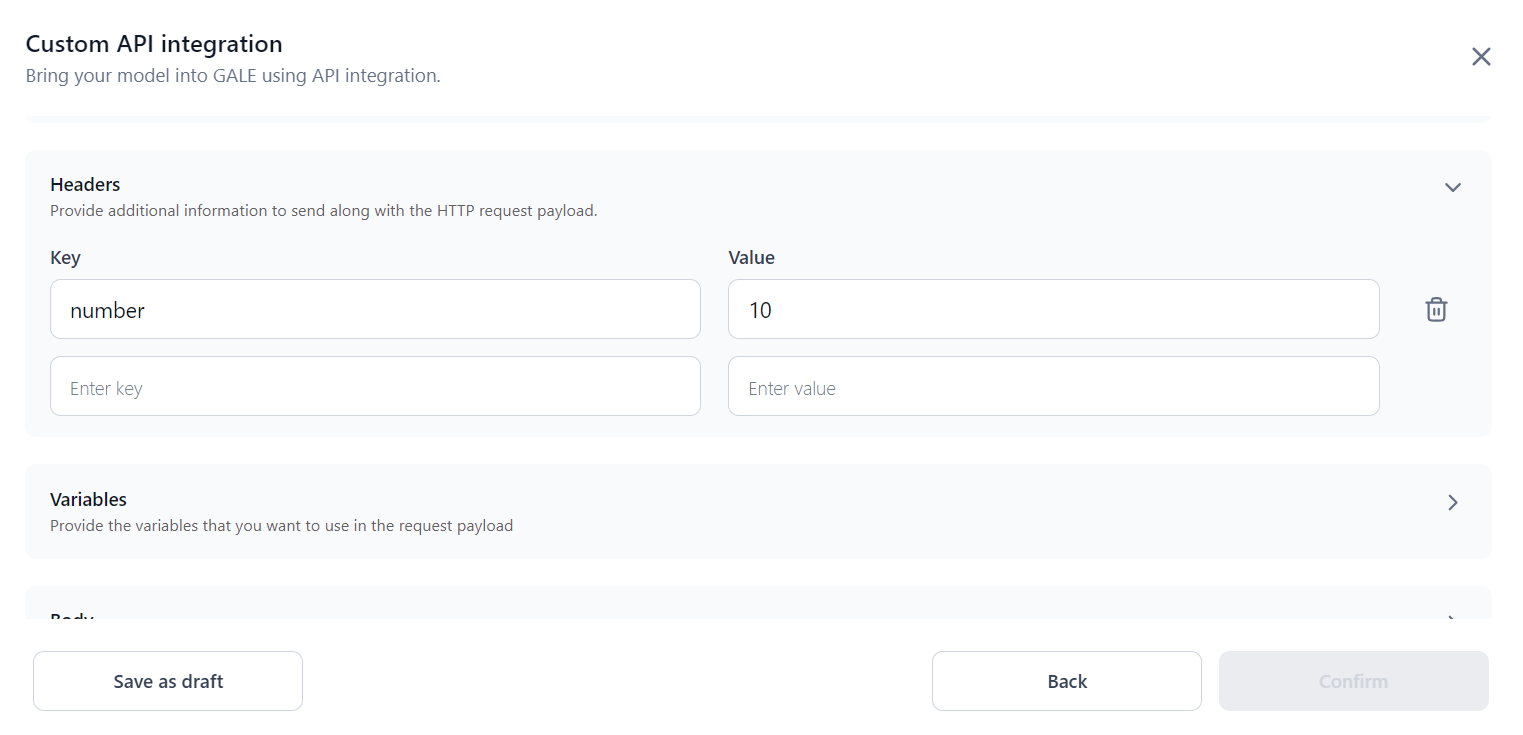 Custom API integration
Bring your model into GALE using API integration.
Headers
Provide additional information to send along with the HTTP request payload.
Key Value
number 10
Enter key Enter value
Variables
Provide the variables that you want to use in the request payload
Body
Save as draft Back Confirm